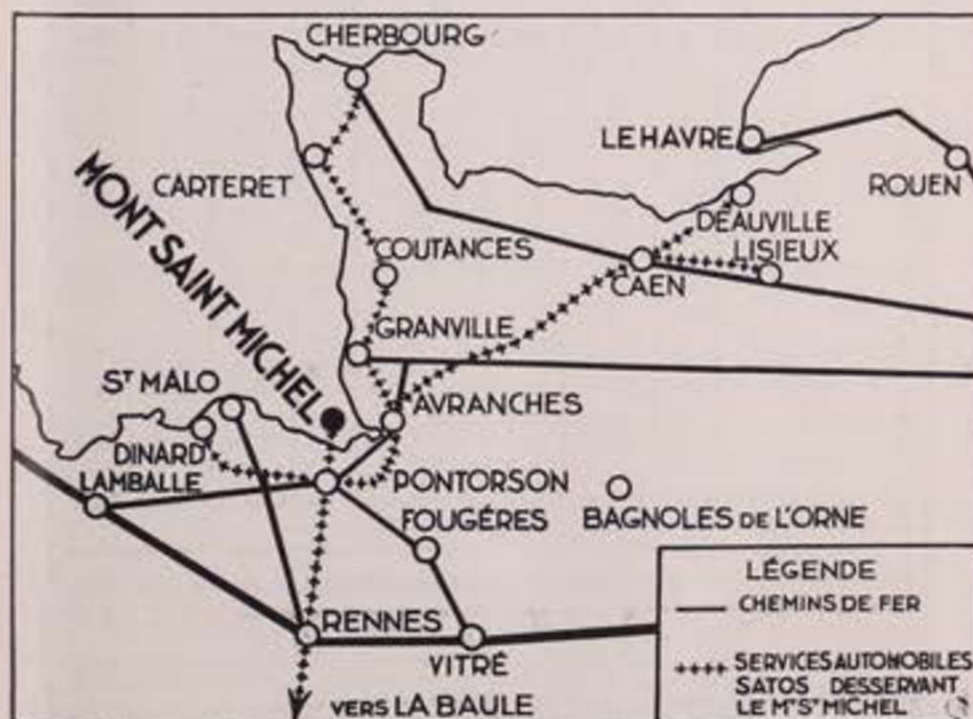 CHERBOURG
LE HAVRE
ROUEN
CARTERET
MONT SAINT MICHEL
DEAUVILLE
COUTANCES
LISIEUX
CAEN
GRANVILLE
ST MALO
AVRANCHES
DINARD
LAMBALLE
PONTORSON
FOUGÉRES
BAGNOLES DE L'ORNE
RENNES
VITRÉ
VERS LA BAULE
LÉGENDE
CHEMINS DE FER
SERVICES AUTOMOBILES
SATOS DESSERVANT
LE MT ST MICHEL